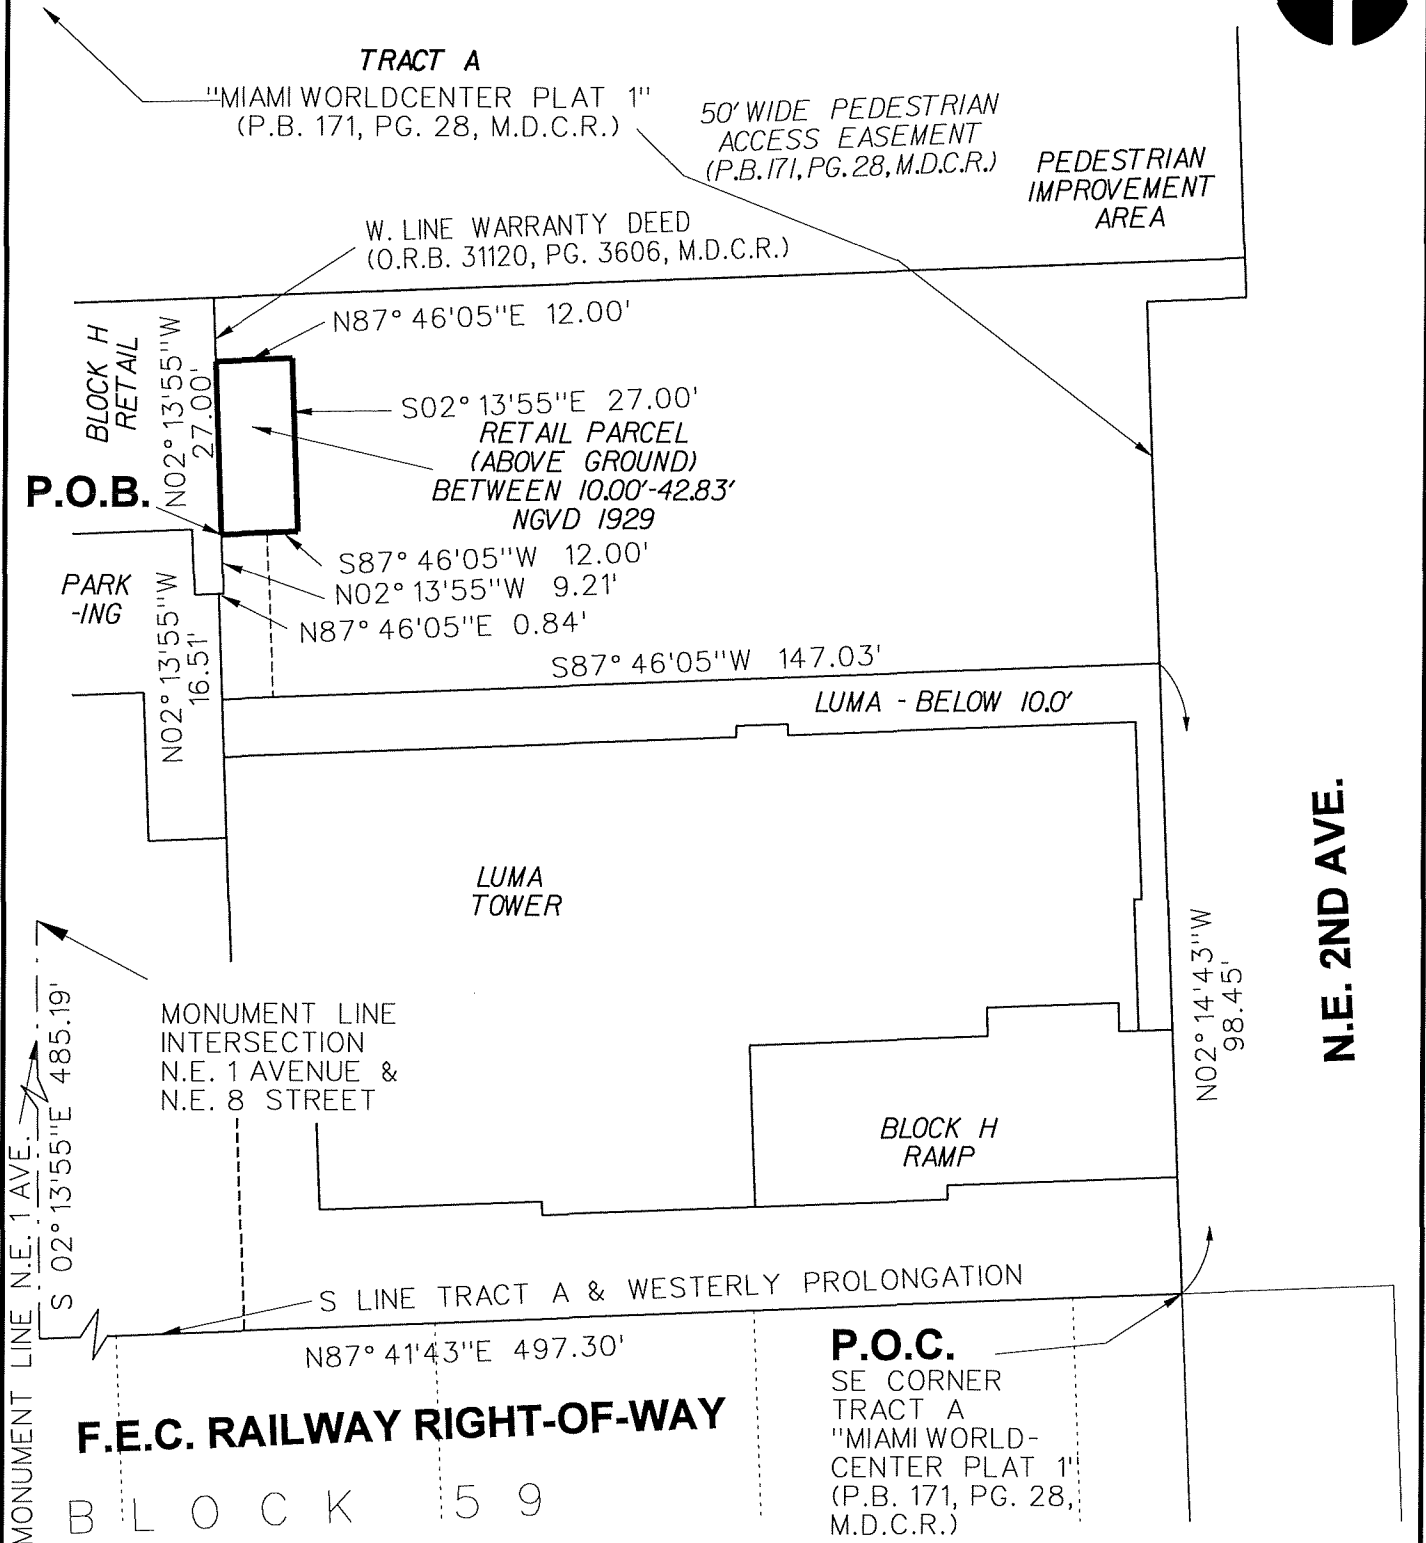 TRACT A
"MIAMI WORLDCENTER PLAT 1"
(P.B. 171, PG. 28, M.D.C.R.)
50' WIDE PEDESTRIAN
ACCESS EASEMENT
(P.B. 171, PG. 28, M.D.C.R.)
PEDESTRIAN
IMPROVEMENT
AREA
W. LINE WARRANTY DEED
(O.R.B. 31120, PG. 3606, M.D.C.R.)
N87°46'05"E 12.00'
BLOCK H
RETAIL
N02°13'55"W
27.00'
S02°13'55"E 27.00'
RETAIL PARCEL
(ABOVE GROUND)
BETWEEN 10.00'-42.83'
NGVD 1929
P.O.B.
S87°46'05"W 12.00'
N02°13'55"W 9.21'
N87°46'05"E 0.84'
PARK
-ING
N02°13'55"W
16.51'
S87°46'05"W 147.03'
LUMA - BELOW 10.0'
LUMA
TOWER
N.E. 2ND AVE.
N02°14'43"W
98.45'
MONUMENT LINE
INTERSECTION
N.E. 1 AVENUE &
N.E. 8 STREET
BLOCK H
RAMP
MONUMENT LINE N.E. 1 AVE.
S 02°13'55"E 485.19'
S LINE TRACT A & WESTERLY PROLONGATION
N87°41'43"E 497.30'
P.O.C.
SE CORNER
TRACT A
"MIAMI WORLD-
CENTER PLAT 1"
(P.B. 171, PG. 28,
M.D.C.R.)
F.E.C. RAILWAY RIGHT-OF-WAY
BLOCK 59